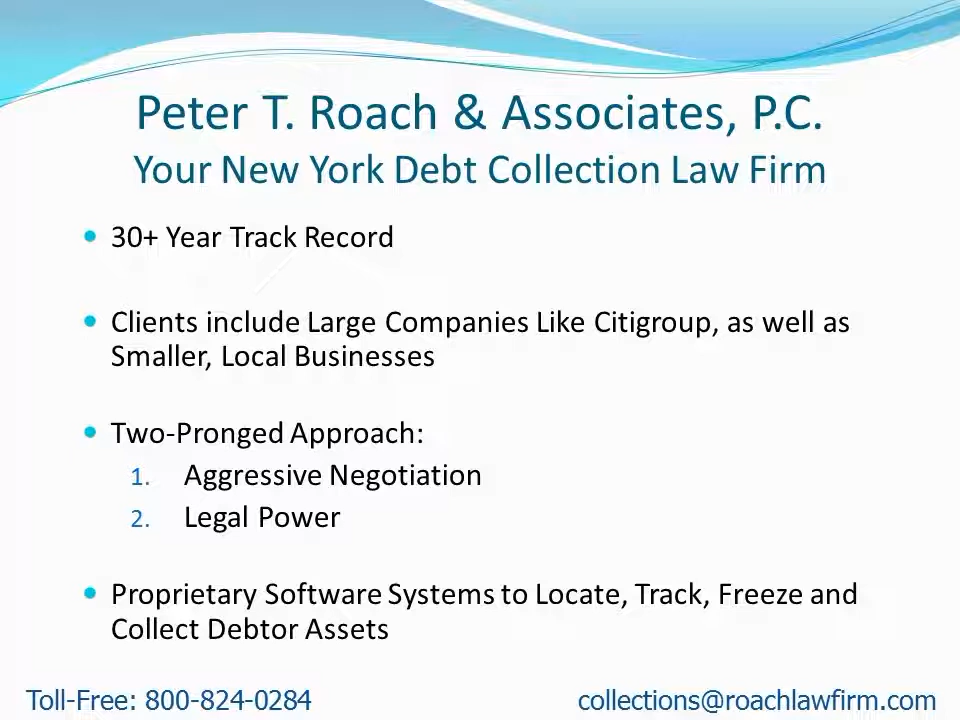 Peter T. Roach & Associates, P.C.
Your New York Debt Collection Law Firm
• 30+ Year Track Record
• Clients include Large Companies Like Citigroup, as well as
Smaller, Local Businesses
• Two-Pronged Approach:
1. Aggressive Negotiation
2. Legal Power
• Proprietary Software Systems to Locate, Track, Freeze and
Collect Debtor Assets
Toll-Free: 800-824-0284
collections@roachlawfirm.com